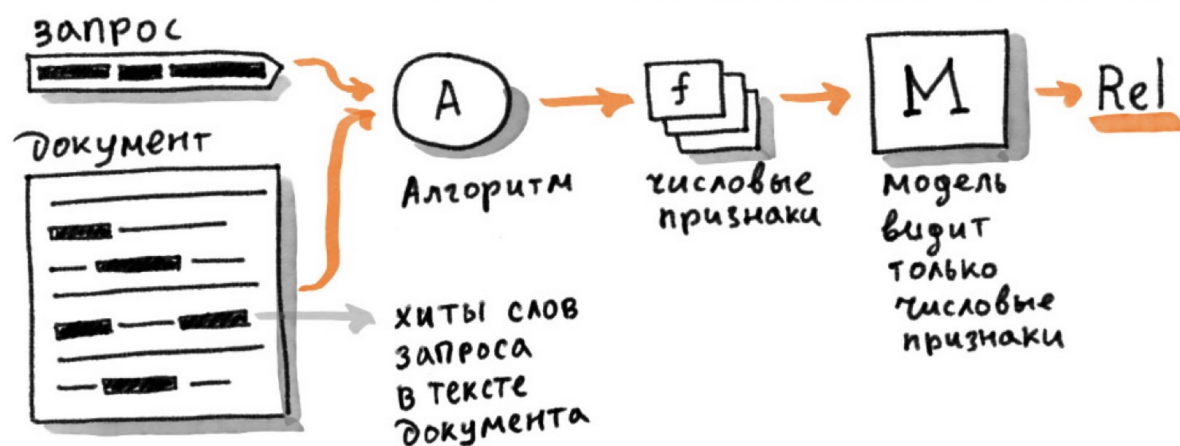 запрос
документ
A
Алгоритм
хиты слов
запроса
в тексте
документа
f
числовые
признаки
M
модель
видит
только
числовые
признаки
Rel